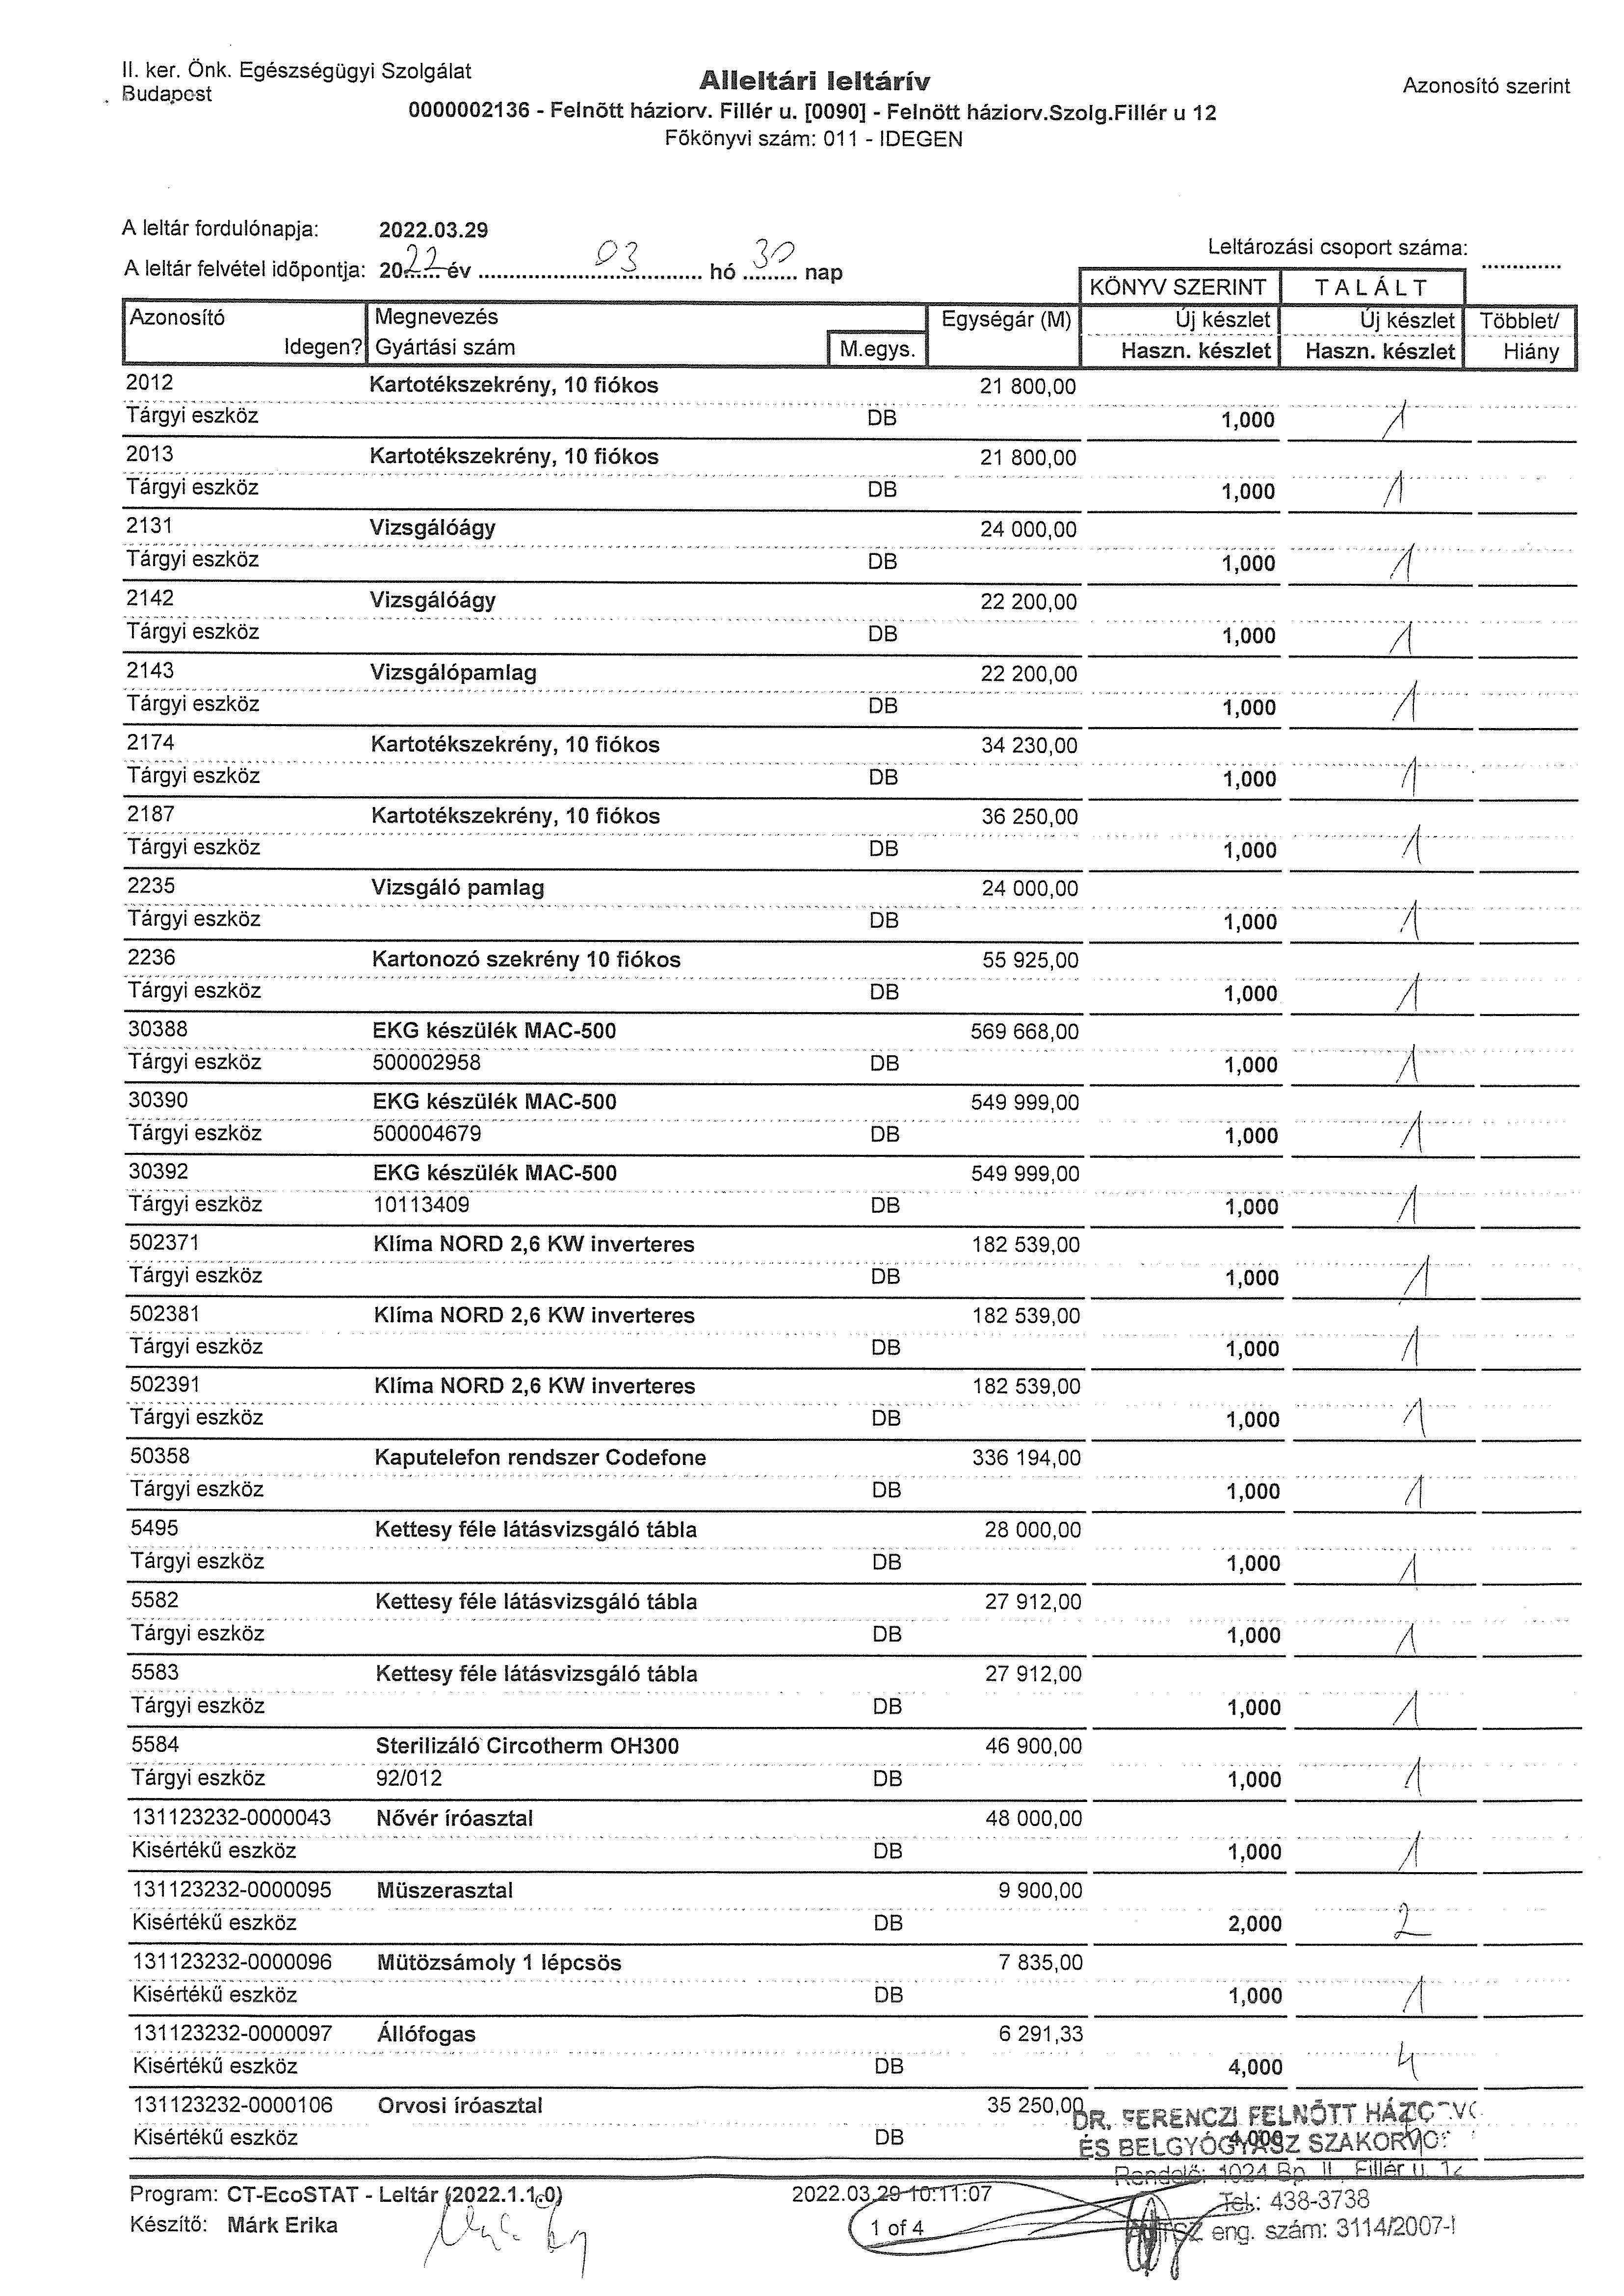 II. ker. Önk. Egészségügyi Szolgálat
Budapest
Alleltári leltárív
Azonosító szerint
0000002136 - Felnõtt háziorv. Fillér u. [0090] - Felnõtt háziorv.Szolg.Fillér u 12
Fõkönyvi szám: 011 - IDEGEN
A leltár fordulónapja: 2022.03.29
Leltározási csoport száma: .............
A leltár felvétel idõpontja: 2022 év 03 hó 30 nap
KÖNYV SZERINT TALÁLT
Azonosító Megnevezés Egységár (M) Új készlet Új készlet Többlet/
Idegen? Gyártási szám M.egys. Haszn. készlet Haszn. készlet Hiány
2012 Kartotékszekrény, 10 fiókos 21 800,00
Tárgyi eszköz DB 1,000 1
2013 Kartotékszekrény, 10 fiókos 21 800,00
Tárgyi eszköz DB 1,000 1
2131 Vizsgálóágy 24 000,00
Tárgyi eszköz DB 1,000 1
2142 Vizsgálóágy 22 200,00
Tárgyi eszköz DB 1,000 1
2143 Vizsgálópamlag 22 200,00
Tárgyi eszköz DB 1,000 1
2174 Kartotékszekrény, 10 fiókos 34 230,00
Tárgyi eszköz DB 1,000 1
2187 Kartotékszekrény, 10 fiókos 36 250,00
Tárgyi eszköz DB 1,000 1
2235 Vizsgáló pamlag 24 000,00
Tárgyi eszköz DB 1,000 1
2236 Kartonozó szekrény 10 fiókos 55 925,00
Tárgyi eszköz DB 1,000 1
30388 EKG készülék MAC-500 569 668,00
Tárgyi eszköz 500002958 DB 1,000 1
30390 EKG készülék MAC-500 549 999,00
Tárgyi eszköz 500004679 DB 1,000 1
30392 EKG készülék MAC-500 549 999,00
Tárgyi eszköz 10113409 DB 1,000 1
502371 Klíma NORD 2,6 KW inverteres 182 539,00
Tárgyi eszköz DB 1,000 1
502381 Klíma NORD 2,6 KW inverteres 182 539,00
Tárgyi eszköz DB 1,000 1
502391 Klíma NORD 2,6 KW inverteres 182 539,00
Tárgyi eszköz DB 1,000 1
50358 Kaputelefon rendszer Codefone 336 194,00
Tárgyi eszköz DB 1,000 1
5495 Kettesy féle látásvizsgáló tábla 28 000,00
Tárgyi eszköz DB 1,000 1
5582 Kettesy féle látásvizsgáló tábla 27 912,00
Tárgyi eszköz DB 1,000 1
5583 Kettesy féle látásvizsgáló tábla 27 912,00
Tárgyi eszköz DB 1,000 1
5584 Sterilizáló Circotherm OH300 46 900,00
Tárgyi eszköz 92/012 DB 1,000 1
131123232-0000043 Nővér íróasztal 48 000,00
Kisértékű eszköz DB 1,000 1
131123232-0000095 Müszerasztal 9 900,00
Kisértékű eszköz DB 2,000 2
131123232-0000096 Mütözsámoly 1 lépcsös 7 835,00
Kisértékű eszköz DB 1,000 1
131123232-0000097 Állófogas 6 291,33
Kisértékű eszköz DB 4,000 4
131123232-0000106 Orvosi íróasztal 35 250,00
Kisértékű eszköz DB 4,000
DR. FERENCZI FELNŐTT HÁZIORVO
ÉS BELGYÓGYÁSZ SZAKORVOS
Rendelő: 1024 Bp. II., Fillér u. 12
Tel.: 438-3738
ÁNTSZ eng. szám: 3114/2007-I
Program: CT-EcoSTAT - Leltár (2022.1.1.0) 2022.03.29 10:11:07
Készítő: Márk Erika 1 of 4